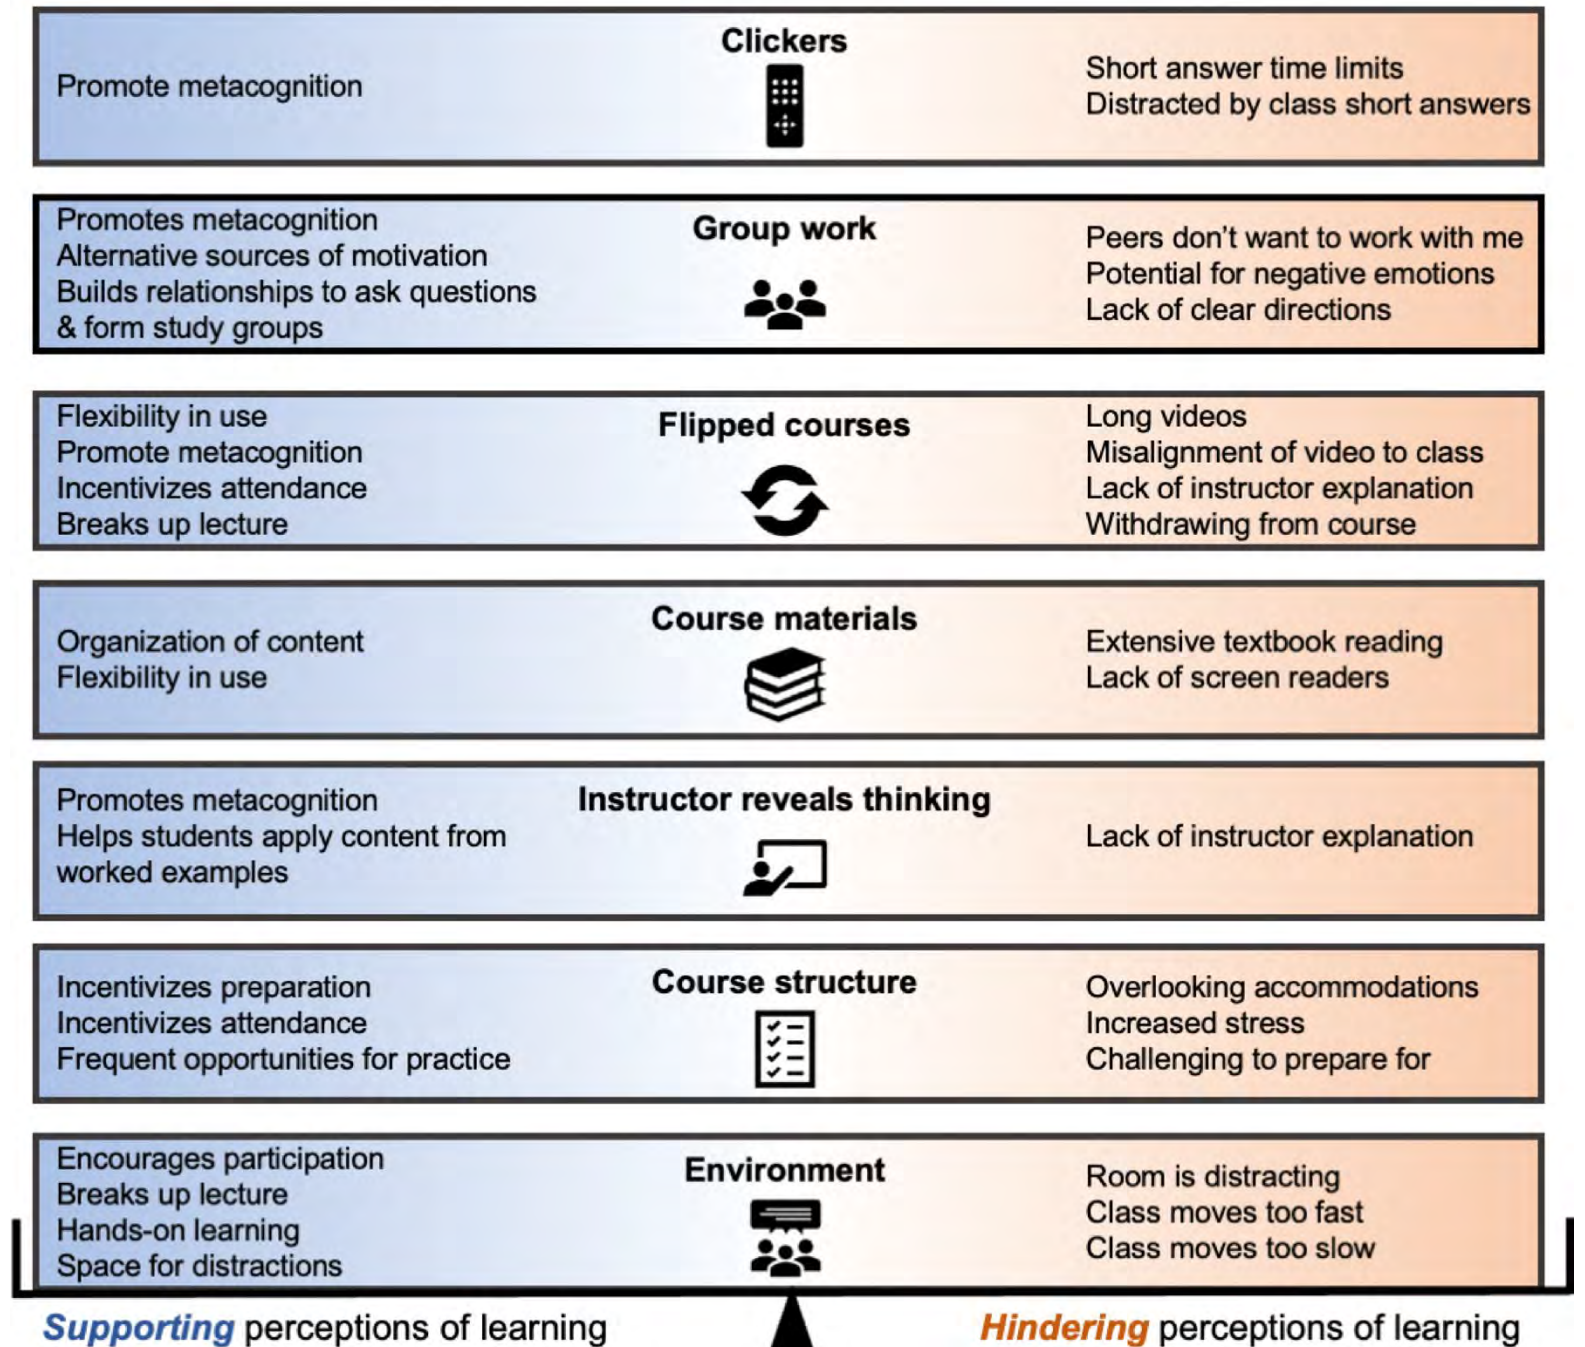 Clickers
Promote metacognition
Short answer time limits
Distracted by class short answers
Group work
Promotes metacognition
Alternative sources of motivation
Builds relationships to ask questions
& form study groups
Peers don't want to work with me
Potential for negative emotions
Lack of clear directions
Flipped courses
Flexibility in use
Promote metacognition
Incentivizes attendance
Breaks up lecture
Long videos
Misalignment of video to class
Lack of instructor explanation
Withdrawing from course
Course materials
Organization of content
Flexibility in use
Extensive textbook reading
Lack of screen readers
Instructor reveals thinking
Promotes metacognition
Helps students apply content from
worked examples
Lack of instructor explanation
Course structure
Incentivizes preparation
Incentivizes attendance
Frequent opportunities for practice
Overlooking accommodations
Increased stress
Challenging to prepare for
Environment
Encourages participation
Breaks up lecture
Hands-on learning
Space for distractions
Room is distracting
Class moves too fast
Class moves too slow
Supporting perceptions of learning
Hindering perceptions of learning